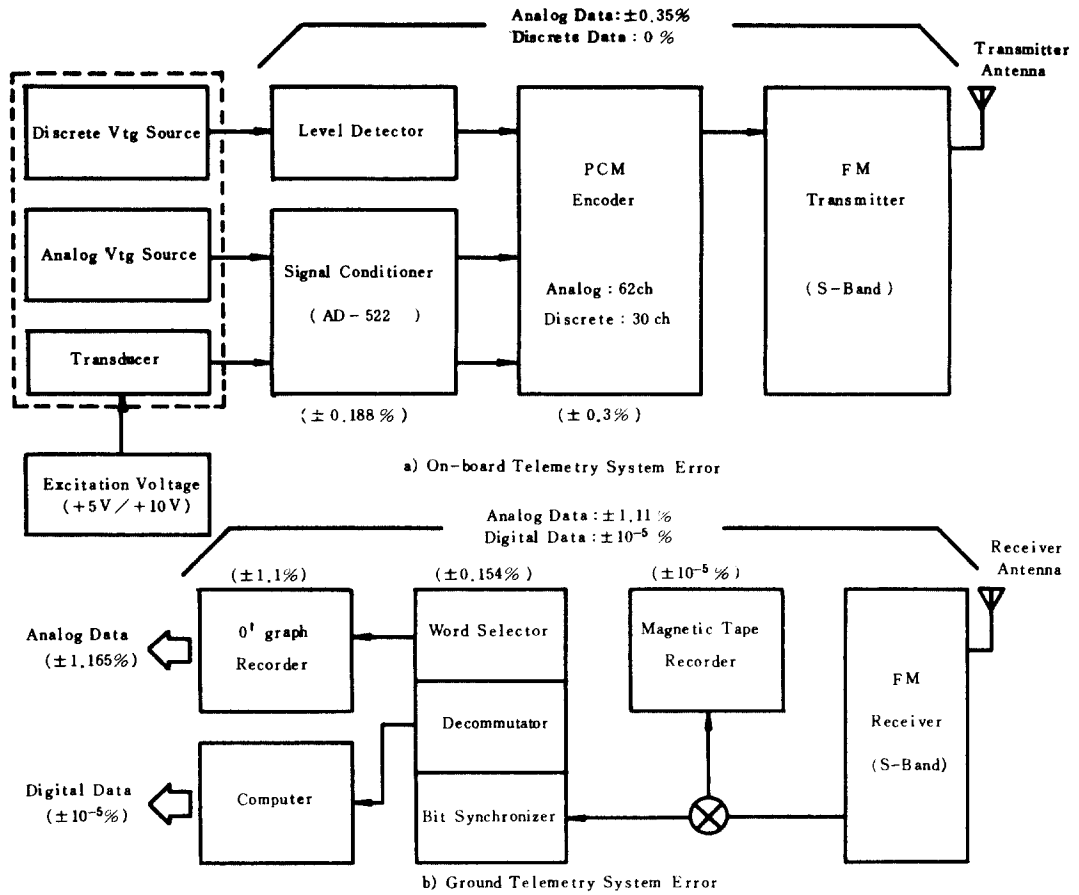 Analog Data: ±0.35%
Discrete Data : 0 %
Transmitter
Antenna
Discrete Vtg Source
Level Detector
PCM
Encoder
Analog : 62ch
Discrete : 30 ch
FM
Transmitter
(S-Band)
Analog Vtg Source
Signal Conditioner
(AD-522)
Transducer
(±0.188%)
(±0.3%)
Excitation Voltage
(+5V/+10V)
a) On-board Telemetry System Error
Analog Data : ±1.11 %
Digital Data : ±10⁻⁵ %
Receiver
Antenna
(±1.1%)
(±0.154%)
(±10⁻⁵ %)
Analog Data
(±1.165%)
O' graph
Recorder
Word Selector
Magnetic Tape
Recorder
FM
Receiver
(S-Band)
Decommutator
Digital Data
(±10⁻⁵%)
Computer
Bit Synchronizer
b) Ground Telemetry System Error